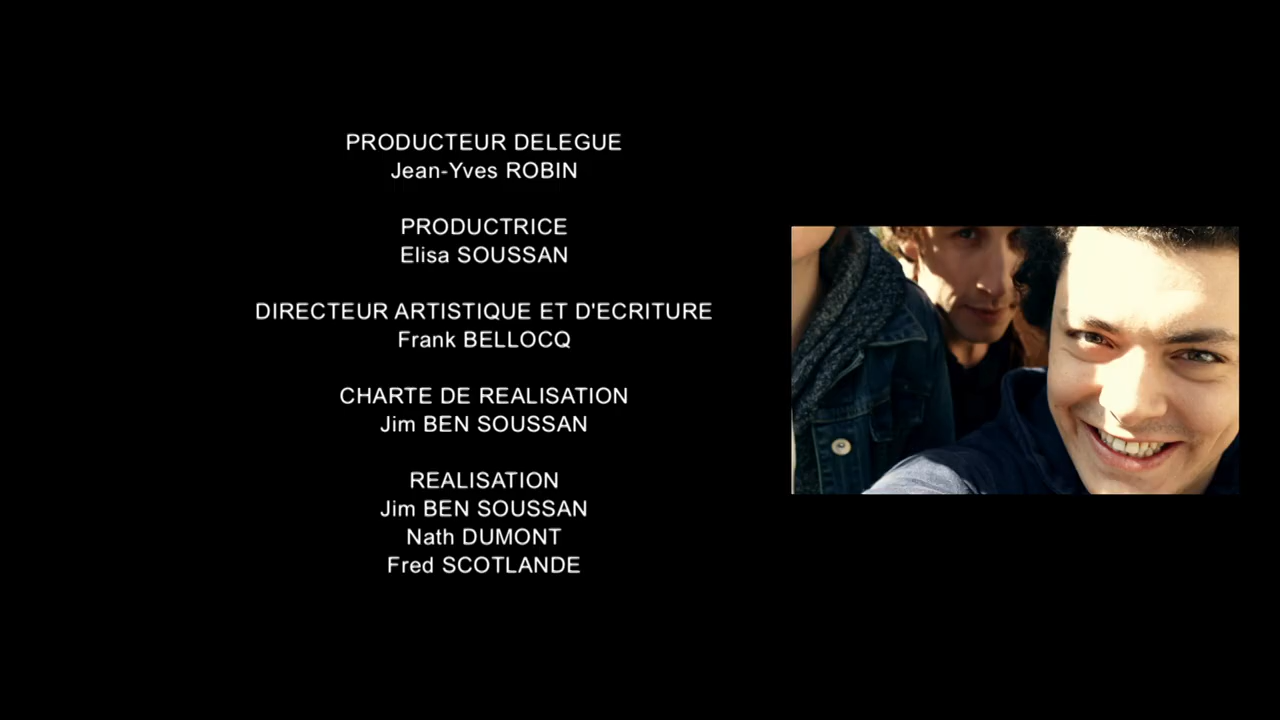 PRODUCTEUR DELEGUE
Jean-Yves ROBIN
PRODUCTRICE
Elisa SOUSSAN
DIRECTEUR ARTISTIQUE ET D'ECRITURE
Frank BELLOCQ
CHARTE DE REALISATION
Jim BEN SOUSSAN
REALISATION
Jim BEN SOUSSAN
Nath DUMONT
Fred SCOTLANDE